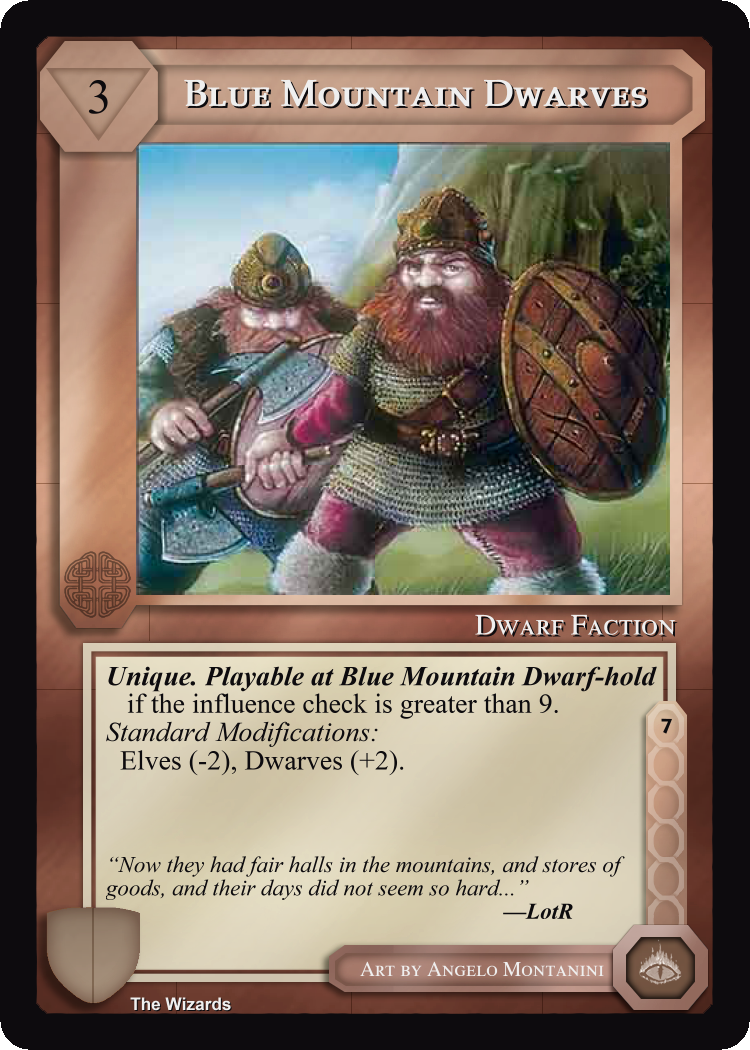 3
Blue Mountain Dwarves
Dwarf Faction
Unique. Playable at Blue Mountain Dwarf-hold
if the influence check is greater than 9.
Standard Modifications:
Elves (-2), Dwarves (+2).
7
“Now they had fair halls in the mountains, and stores of
goods, and their days did not seem so hard...”
—LotR
Art by Angelo Montanini
The Wizards